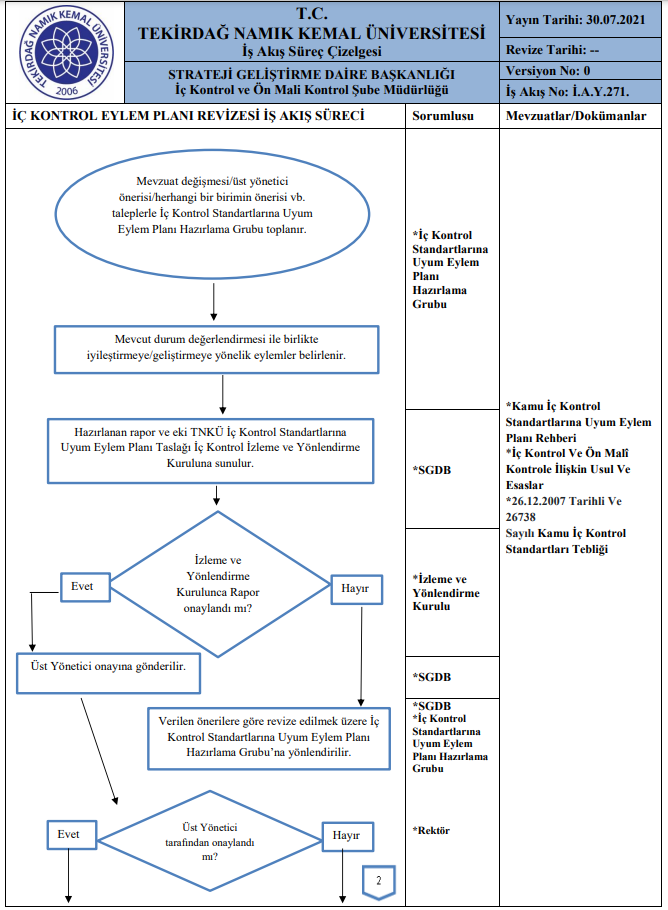 TEKİRDAĞ NAMIK KEMAL ÜNİVERSİTESİ
2006
T.C.
TEKİRDAĞ NAMIK KEMAL ÜNİVERSİTESİ
İş Akış Süreç Çizelgesi
STRATEJİ GELİŞTİRME DAİRE BAŞKANLIĞI
İç Kontrol ve Ön Mali Kontrol Şube Müdürlüğü
Yayın Tarihi: 30.07.2021
Revize Tarihi: --
Versiyon No: 0
İş Akış No: İ.A.Y.271.
İÇ KONTROL EYLEM PLANI REVİZESİ İŞ AKIŞ SÜRECİ
Sorumlusu
Mevzuatlar/Dokümanlar
Mevzuat değişmesi/üst yönetici
önerisi/herhangi bir birimin önerisi vb.
taleplerle İç Kontrol Standartlarına Uyum
Eylem Planı Hazırlama Grubu toplanır.
*İç Kontrol
Standartlarına
Uyum Eylem
Planı
Hazırlama
Grubu
Mevcut durum değerlendirmesi ile birlikte
iyileştirmeye/geliştirmeye yönelik eylemler belirlenir.
Hazırlanan rapor ve eki TNKÜ İç Kontrol Standartlarına
Uyum Eylem Planı Taslağı İç Kontrol İzleme ve Yönlendirme
Kuruluna sunulur.
*SGDB
*Kamu İç Kontrol
Standartlarına Uyum Eylem
Planı Rehberi
*İç Kontrol Ve Ön Malî
Kontrole İlişkin Usul Ve
Esaslar
*26.12.2007 Tarihli Ve
26738
Sayılı Kamu İç Kontrol
Standartları Tebliği
İzleme ve
Yönlendirme
Kurulunca Rapor
onaylandı mı?
Evet
Hayır
*İzleme ve
Yönlendirme
Kurulu
Üst Yönetici onayına gönderilir.
*SGDB
Verilen önerilere göre revize edilmek üzere İç
Kontrol Standartlarına Uyum Eylem Planı
Hazırlama Grubu'na yönlendirilir.
*SGDB
*İç Kontrol
Standartlarına
Uyum Eylem
Planı Hazırlama
Grubu
Evet
Üst Yönetici
tarafından onaylandı
mı?
Hayır
*Rektör
2